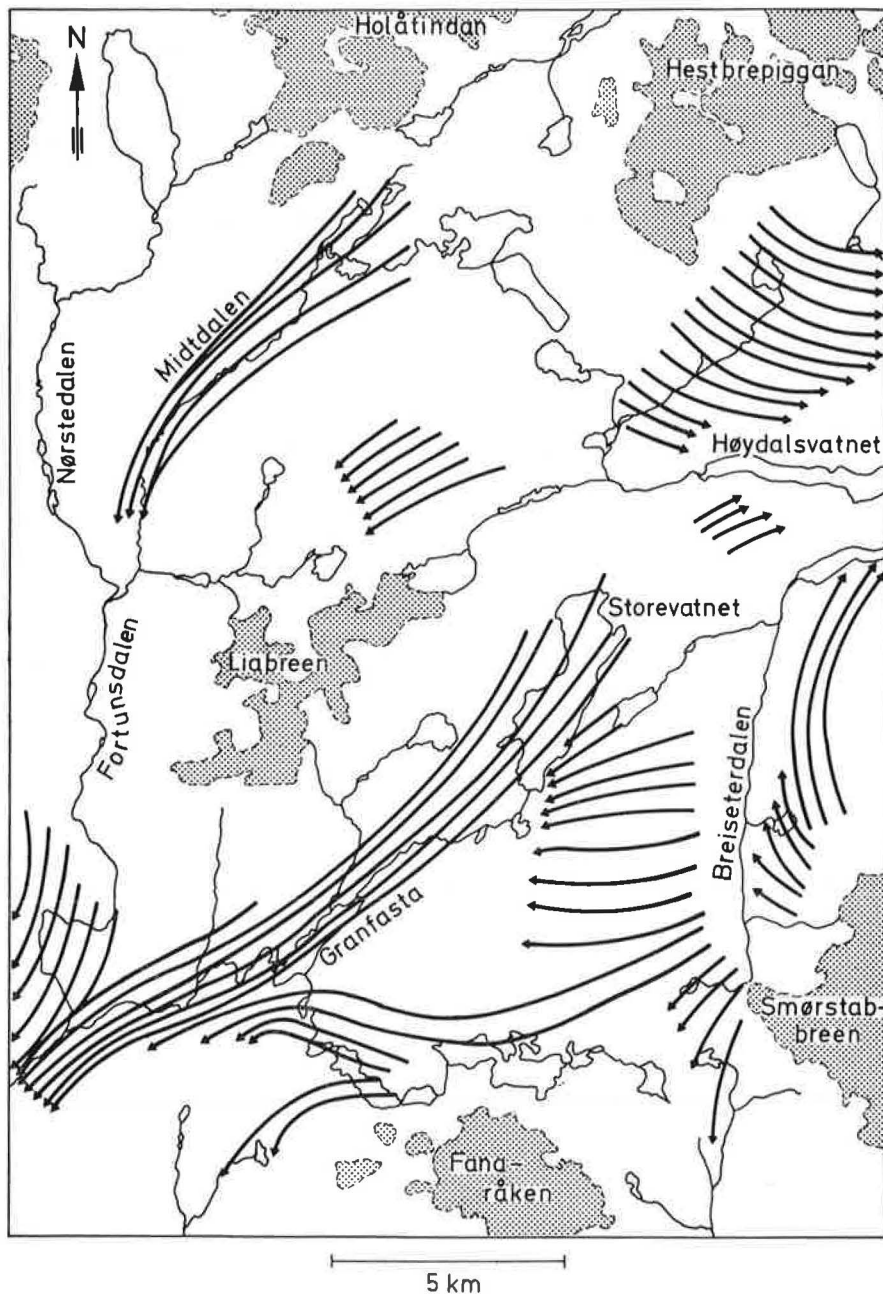 Holåtindan
N
Hestbrepiggan
Midtdalen
Nørstedalen
Høydalsvatnet
Storevatnet
Liabreen
Fortunsdalen
Breiseterdalen
Granfasta
Smørstab-
breen
Fana-
råken
5 km